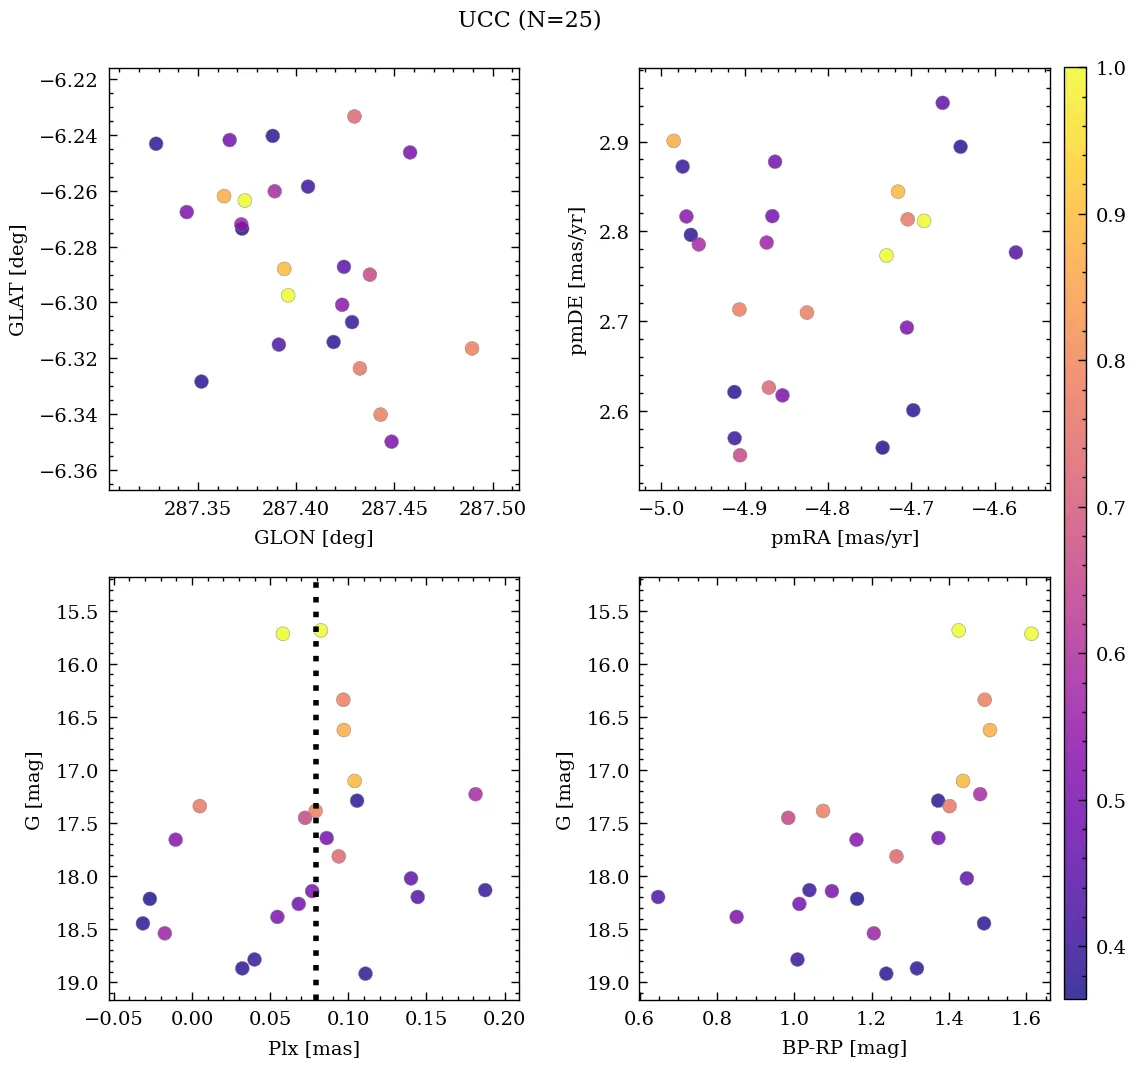 UCC (N=25)
−6.22
−6.24
−6.26
−6.28
−6.30
−6.32
−6.34
−6.36
GLAT [deg]
287.35 287.40 287.45 287.50
GLON [deg]
2.9
2.8
2.7
2.6
pmDE [mas/yr]
−5.0 −4.9 −4.8 −4.7 −4.6
pmRA [mas/yr]
15.5
16.0
16.5
17.0
17.5
18.0
18.5
19.0
G [mag]
−0.05 0.00 0.05 0.10 0.15 0.20
Plx [mas]
15.5
16.0
16.5
17.0
17.5
18.0
18.5
19.0
G [mag]
0.6 0.8 1.0 1.2 1.4 1.6
BP-RP [mag]
1.0
0.9
0.8
0.7
0.6
0.5
0.4